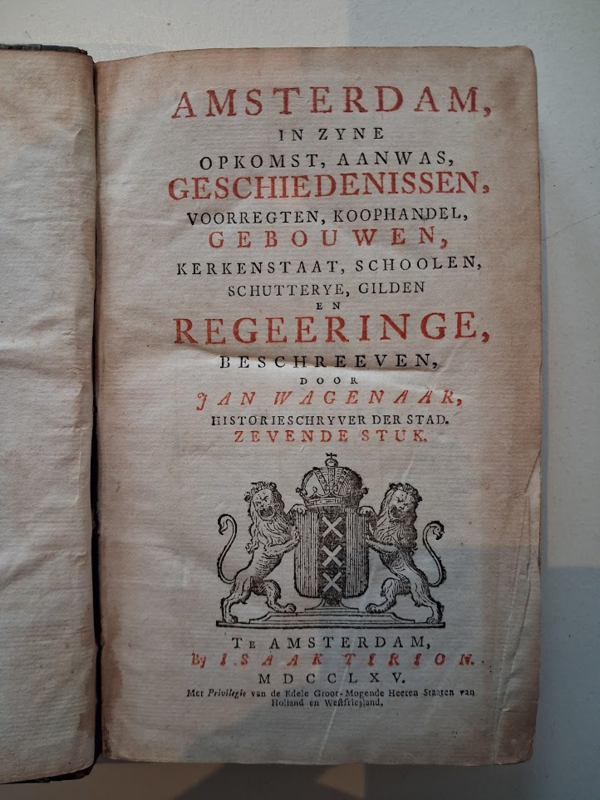 AMSTERDAM,
IN ZYNE
OPKOMST, AANWAS,
GESCHIEDENISSEN,
VOORREGTEN, KOOPHANDEL,
GEBOUWEN,
KERKENSTAAT, SCHOOLEN,
SCHUTTERYE, GILDEN
EN
REGEERINGE,
BESCHREEVEN,
DOOR
JAN WAGENAAR,
HISTORIESCHRYVER DER STAD.
ZEVENDE STUK.
TE AMSTERDAM,
By ISAAK TIRION.
MDCCLXV.
Met Privilegie van de Edele Groot-Mogende Heeren Staaten van
Holland en Westfriesland.